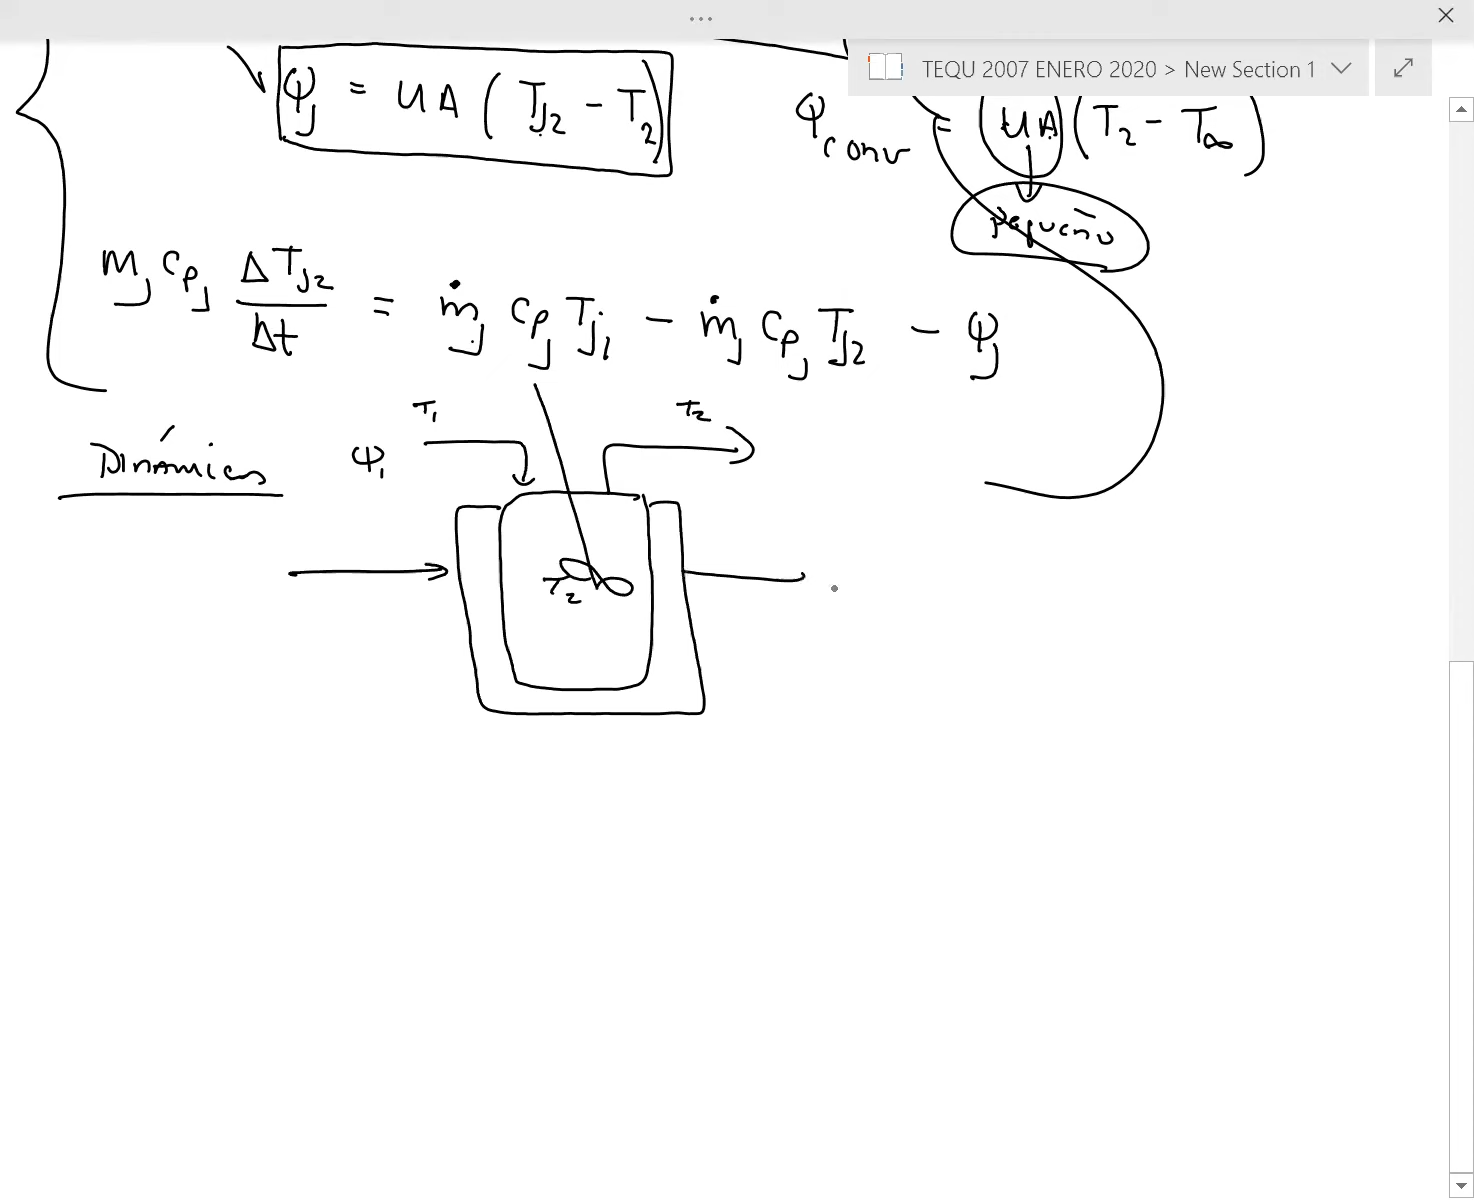 TEQU 2007 ENERO 2020 > New Section 1
φj = UA (Tj2 - T2)
φconv = (UA) (T2 - T∞)
pequeño
mj cpj ΔTj2/Δt = ṁj cpj Tj1 - ṁj cpj Tj2 - φj
T1
T2
Dinámica
φ1
T2